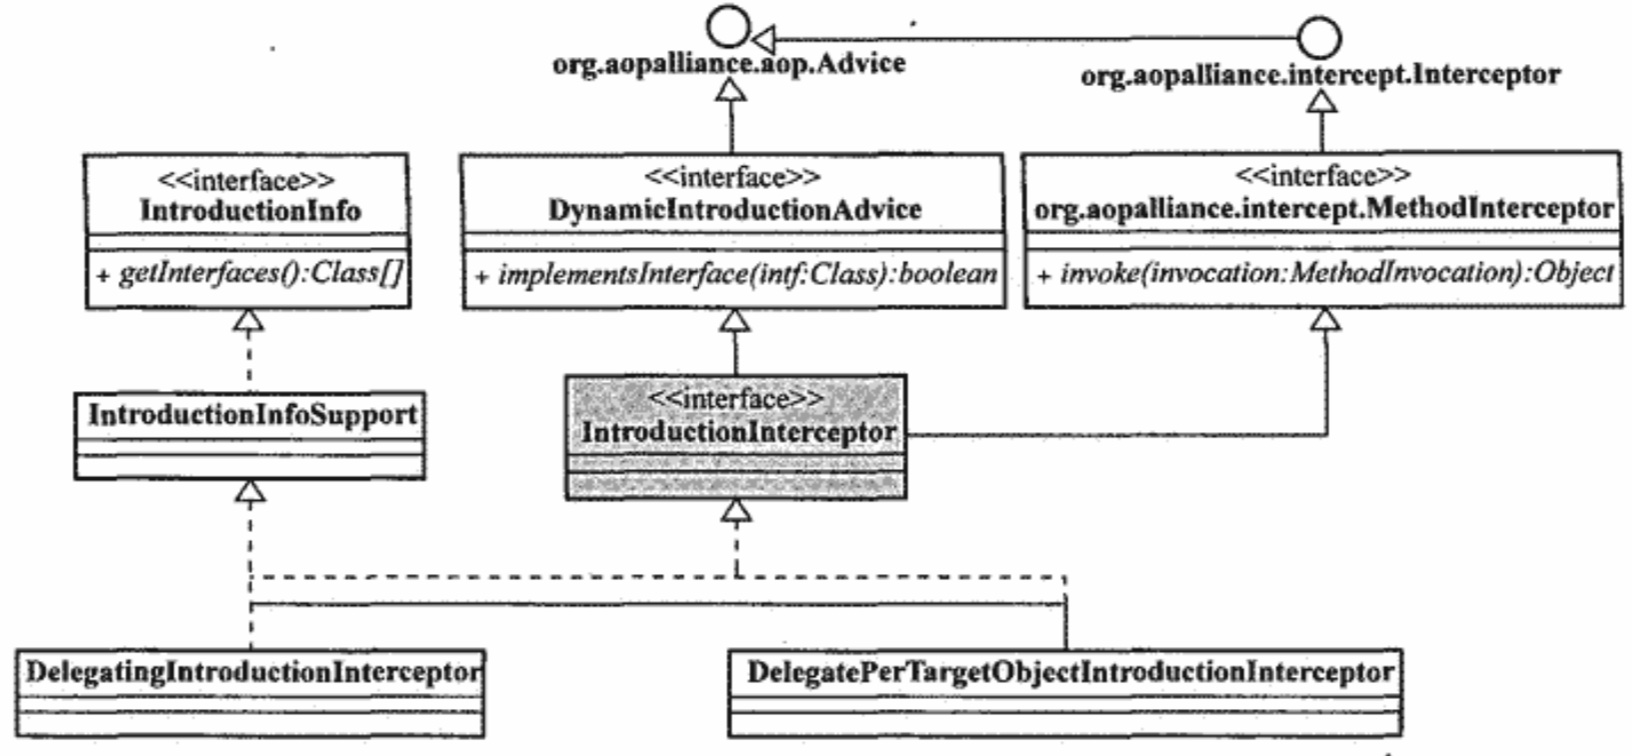 org.aopalliance.aop.Advice
org.aopalliance.intercept.Interceptor
<<interface>>
IntroductionInfo
+ getInterfaces():Class[]
<<interface>>
DynamicIntroductionAdvice
+ implementsInterface(intf:Class):boolean
<<interface>>
org.aopalliance.intercept.MethodInterceptor
+ invoke(invocation:MethodInvocation):Object
IntroductionInfoSupport
<<interface>>
IntroductionInterceptor
DelegatingIntroductionInterceptor
DelegatePerTargetObjectIntroductionInterceptor